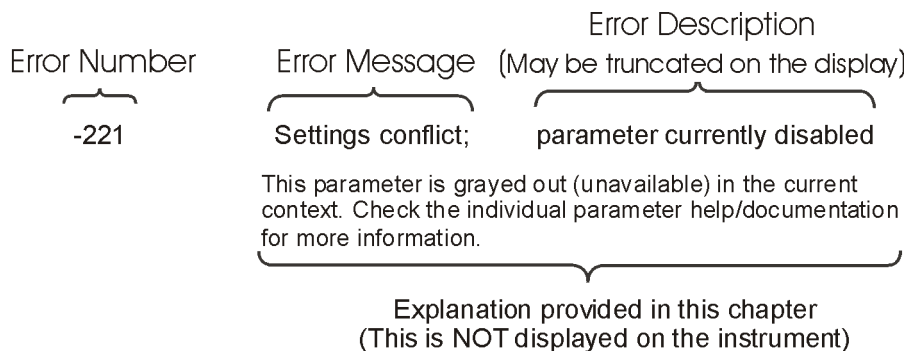 Error Description
Error Number Error Message (May be truncated on the display)
-221 Settings conflict; parameter currently disabled
This parameter is grayed out (unavailable) in the current
context. Check the individual parameter help/documentation
for more information.
Explanation provided in this chapter
(This is NOT displayed on the instrument)